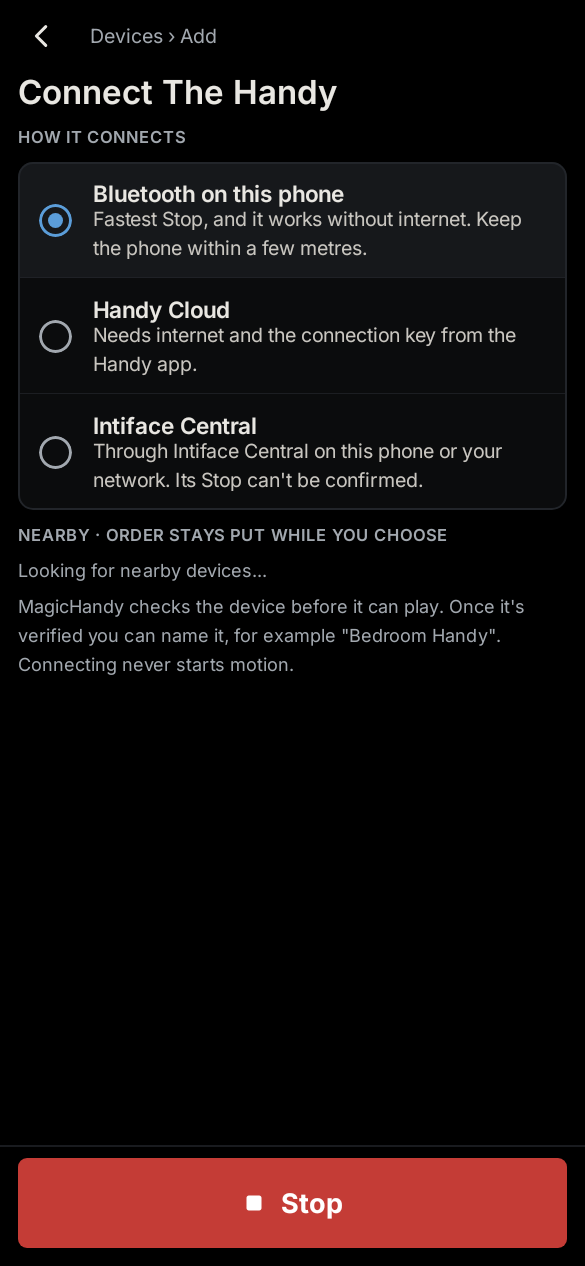 Devices › Add
Connect The Handy
HOW IT CONNECTS
Bluetooth on this phone
Fastest Stop, and it works without internet. Keep
the phone within a few metres.
Handy Cloud
Needs internet and the connection key from the
Handy app.
Intiface Central
Through Intiface Central on this phone or your
network. Its Stop can't be confirmed.
NEARBY · ORDER STAYS PUT WHILE YOU CHOOSE
Looking for nearby devices...
MagicHandy checks the device before it can play. Once it's
verified you can name it, for example "Bedroom Handy".
Connecting never starts motion.
Stop